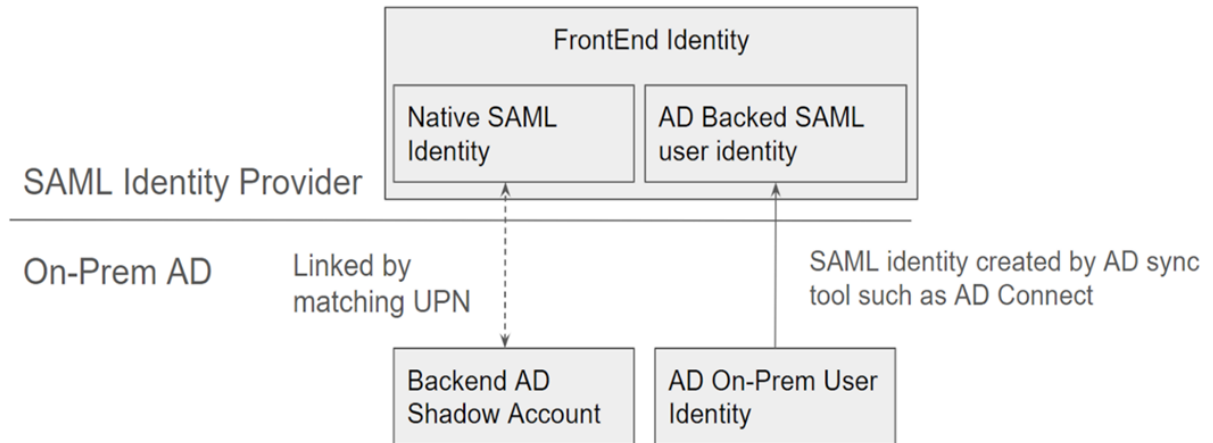 FrontEnd Identity
Native SAML
Identity
AD Backed SAML
user identity
SAML Identity Provider
On-Prem AD
Linked by
matching UPN
SAML identity created by AD sync
tool such as AD Connect
Backend AD
Shadow Account
AD On-Prem User
Identity